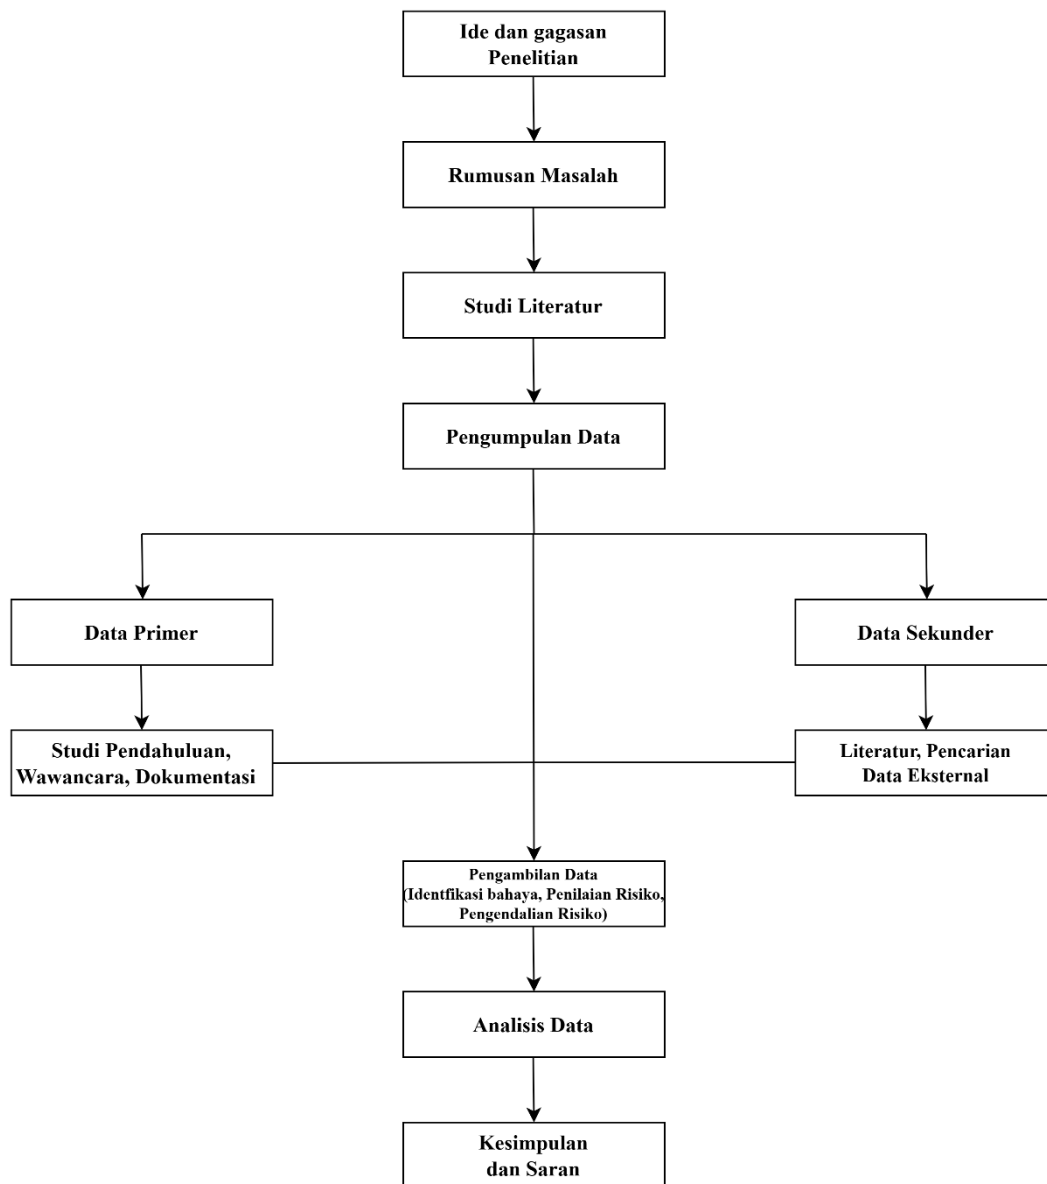 Ide dan gagasan
Penelitian
Rumusan Masalah
Studi Literatur
Pengumpulan Data
Data Primer
Data Sekunder
Studi Pendahuluan,
Wawancara, Dokumentasi
Literatur, Pencarian
Data Eksternal
Pengambilan Data
(Identfikasi bahaya, Penilaian Risiko,
Pengendalian Risiko)
Analisis Data
Kesimpulan
dan Saran